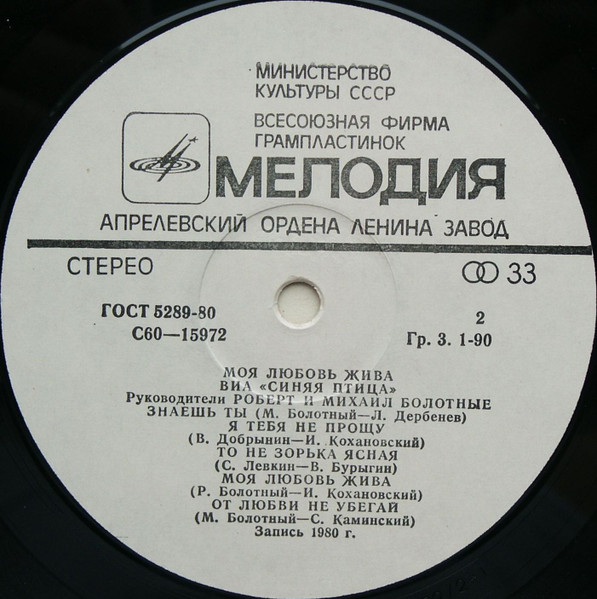 МИНИСТЕРСТВО
КУЛЬТУРЫ СССР
ВСЕСОЮЗНАЯ ФИРМА
ГРАМПЛАСТИНОК
МЕЛОДИЯ
АПРЕЛЕВСКИЙ ОРДЕНА ЛЕНИНА ЗАВОД
СТЕРЕО 33
ГОСТ 5289-80 2
С60—15972 Гр. 3. 1-90
МОЯ ЛЮБОВЬ ЖИВА
ВИА «СИНЯЯ ПТИЦА»
Руководители РОБЕРТ И МИХАИЛ БОЛОТНЫЕ
ЗНАЕШЬ ТЫ (М. Болотный—Л. Дербенев)
Я ТЕБЯ НЕ ПРОЩУ
(В. Добрынин—И. Кохановский)
ТО НЕ ЗОРЬКА ЯСНАЯ
(С. Левкин—В. Бурыгин)
МОЯ ЛЮБОВЬ ЖИВА
(Р. Болотный—И. Кохановский)
ОТ ЛЮБВИ НЕ УБЕГАЙ
(М. Болотный—С. Каминский)
Запись 1980 г.